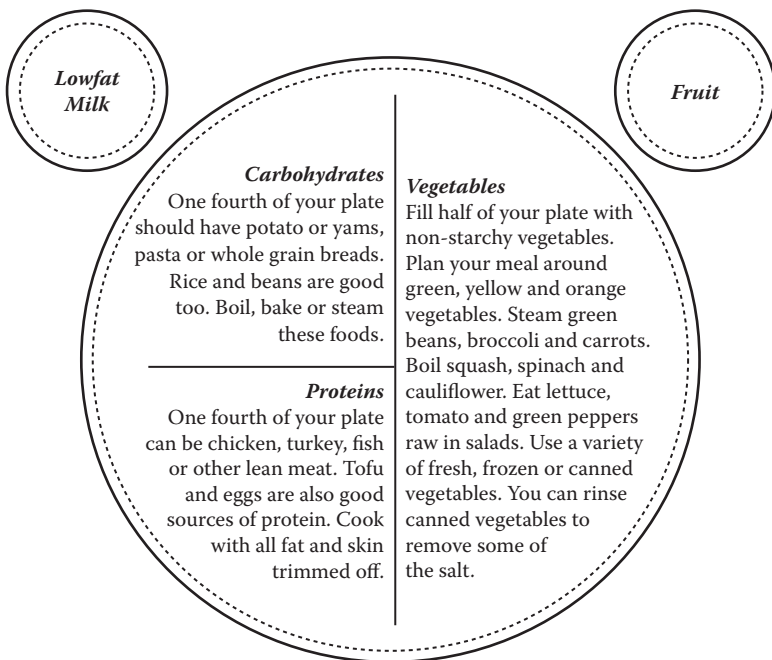 Lowfat
Milk
Fruit
Carbohydrates
One fourth of your plate
should have potato or yams,
pasta or whole grain breads.
Rice and beans are good
too. Boil, bake or steam
these foods.
Proteins
One fourth of your plate
can be chicken, turkey, fish
or other lean meat. Tofu
and eggs are also good
sources of protein. Cook
with all fat and skin
trimmed off.
Vegetables
Fill half of your plate with
non-starchy vegetables.
Plan your meal around
green, yellow and orange
vegetables. Steam green
beans, broccoli and carrots.
Boil squash, spinach and
cauliflower. Eat lettuce,
tomato and green peppers
raw in salads. Use a variety
of fresh, frozen or canned
vegetables. You can rinse
canned vegetables to
remove some of
the salt.